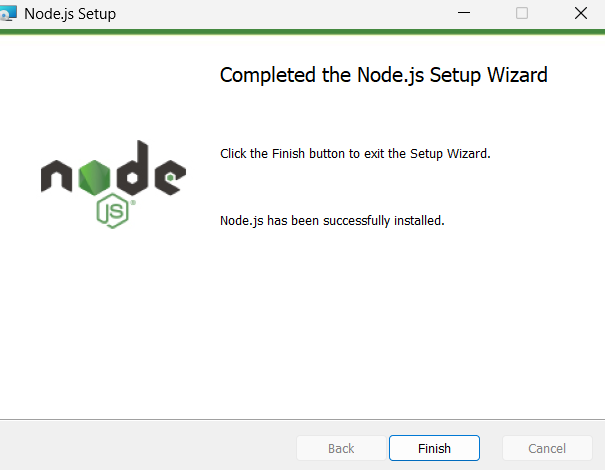 Node.js Setup
Completed the Node.js Setup Wizard
Click the Finish button to exit the Setup Wizard.
node
JS®
Node.js has been successfully installed.
Back
Finish
Cancel